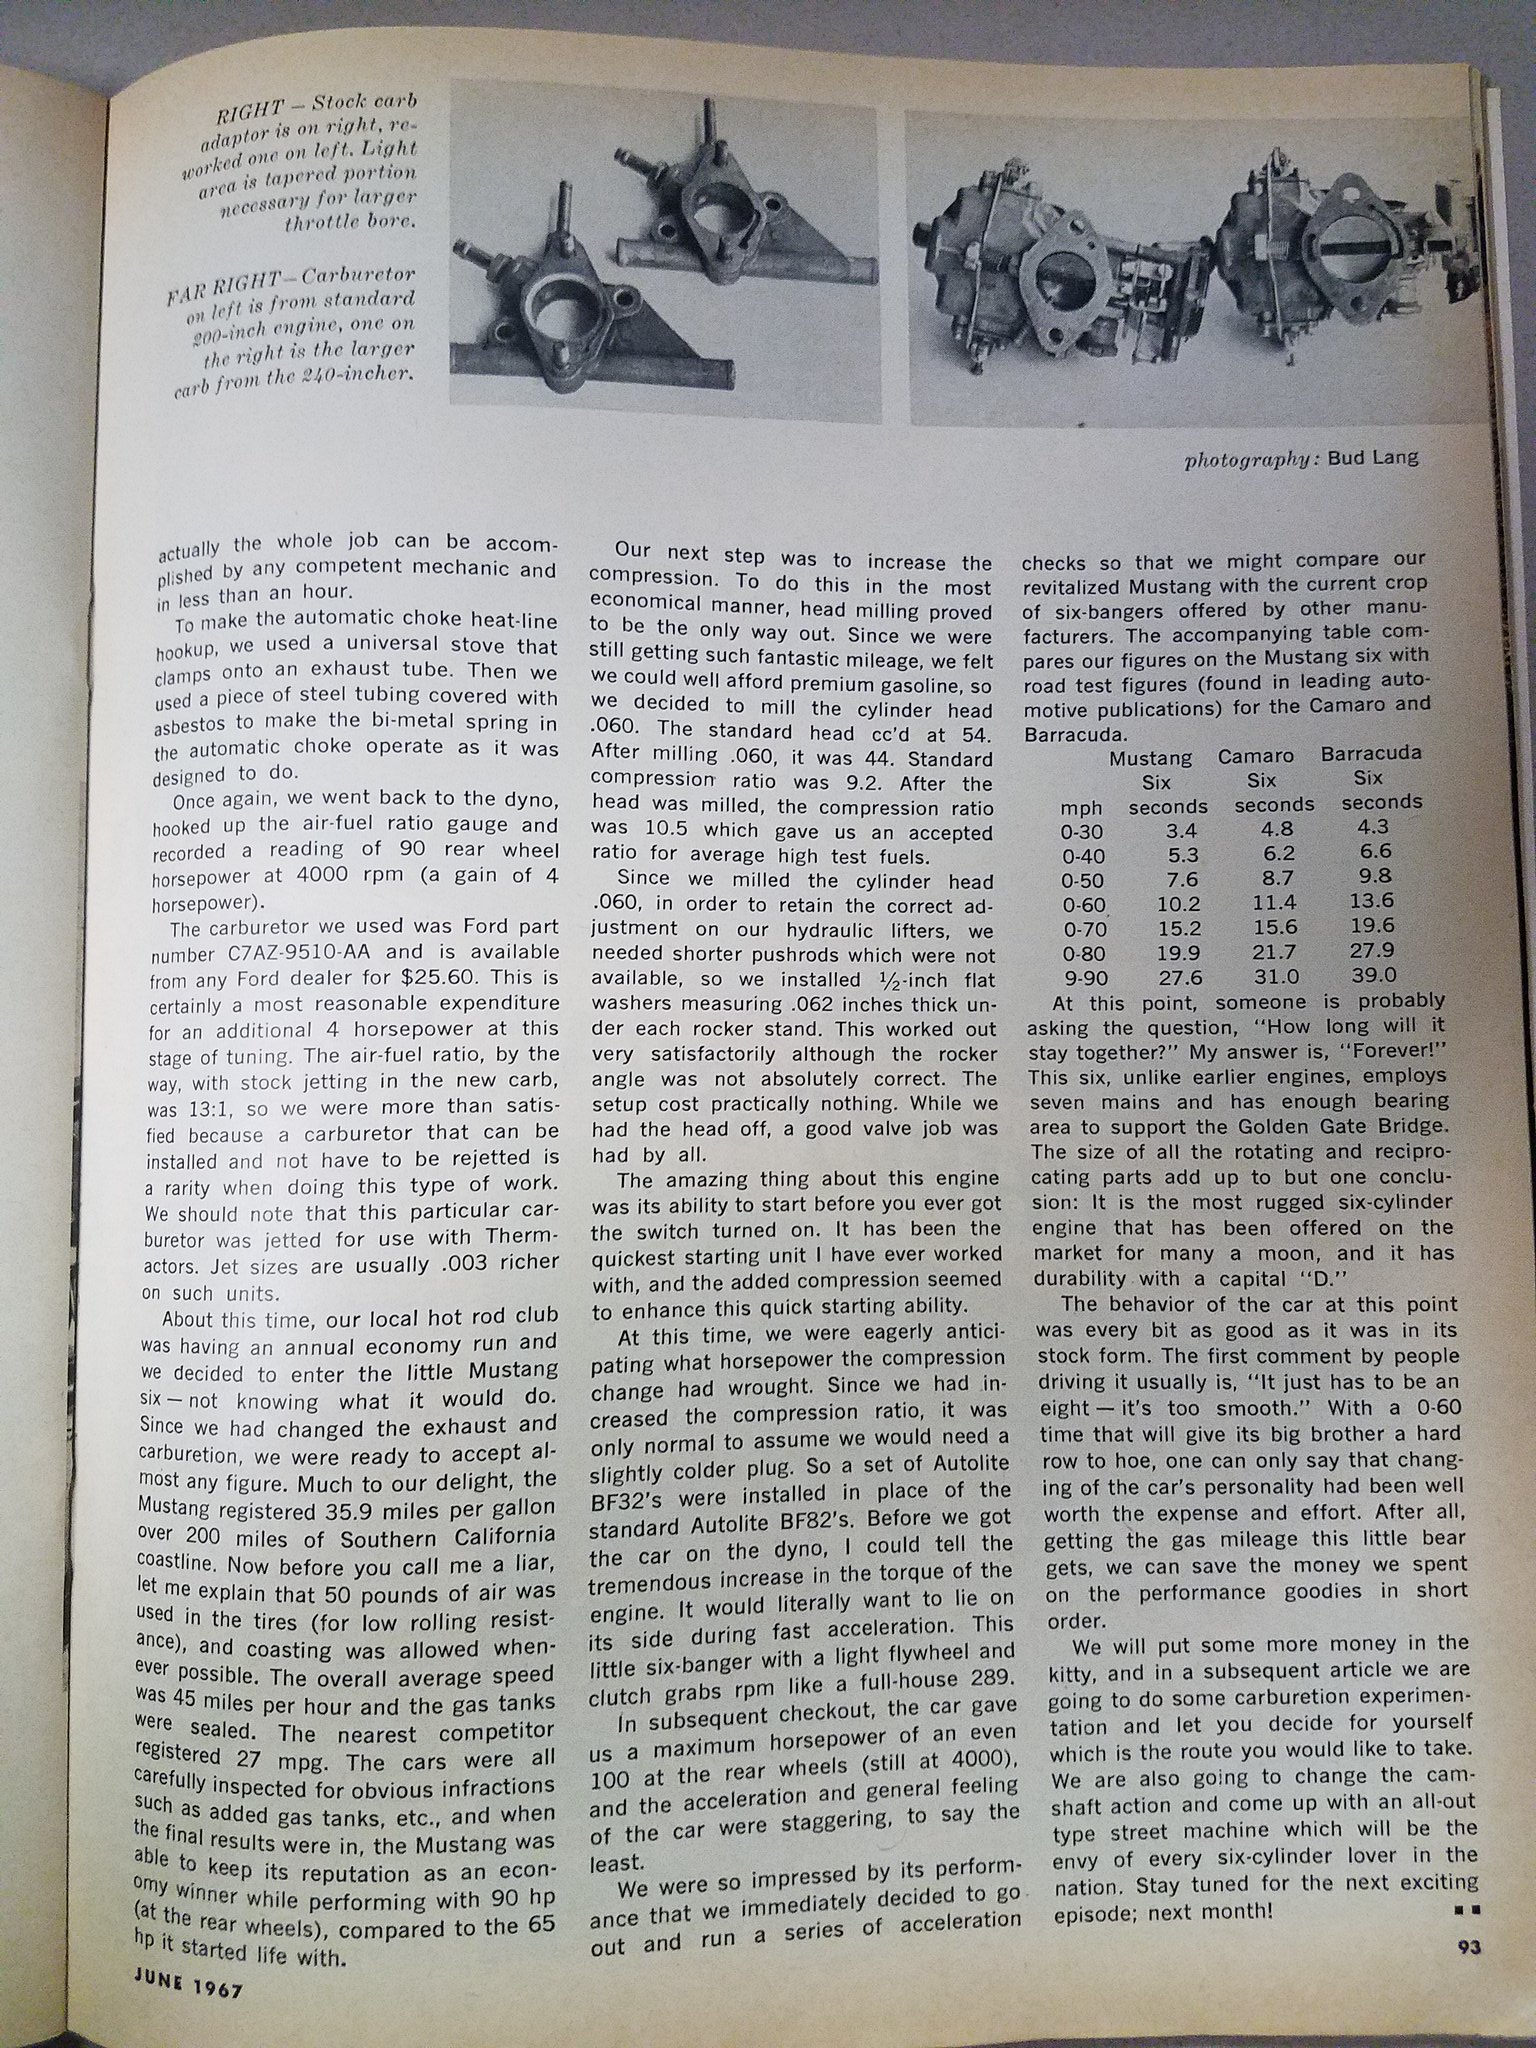 RIGHT — Stock carb
adaptor is on right, re-
worked one on left. Light
area is tapered portion
necessary for larger
throttle bore.
FAR RIGHT — Carburetor
on left is from standard
200-inch engine, one on
the right is the larger
carb from the 240-incher.
photography: Bud Lang
actually the whole job can be accom-
plished by any competent mechanic and
in less than an hour.
To make the automatic choke heat-line
hookup, we used a universal stove that
clamps onto an exhaust tube. Then we
used a piece of steel tubing covered with
asbestos to make the bi-metal spring in
the automatic choke operate as it was
designed to do.
Once again, we went back to the dyno,
hooked up the air-fuel ratio gauge and
recorded a reading of 90 rear wheel
horsepower at 4000 rpm (a gain of 4
horsepower).
The carburetor we used was Ford part
number C7AZ-9510-AA and is available
from any Ford dealer for $25.60. This is
certainly a most reasonable expenditure
for an additional 4 horsepower at this
stage of tuning. The air-fuel ratio, by the
way, with stock jetting in the new carb,
was 13:1, so we were more than satis-
fied because a carburetor that can be
installed and not have to be rejetted is
a rarity when doing this type of work.
We should note that this particular car-
buretor was jetted for use with Therm-
actors. Jet sizes are usually .003 richer
on such units.
About this time, our local hot rod club
was having an annual economy run and
we decided to enter the little Mustang
six — not knowing what it would do.
Since we had changed the exhaust and
carburetion, we were ready to accept al-
most any figure. Much to our delight, the
Mustang registered 35.9 miles per gallon
over 200 miles of Southern California
coastline. Now before you call me a liar,
let me explain that 50 pounds of air was
used in the tires (for low rolling resist-
ance), and coasting was allowed when-
ever possible. The overall average speed
was 45 miles per hour and the gas tanks
were sealed. The nearest competitor
registered 27 mpg. The cars were all
carefully inspected for obvious infractions
such as added gas tanks, etc., and when
the final results were in, the Mustang was
able to keep its reputation as an econ-
omy winner while performing with 90 hp
(at the rear wheels), compared to the 65
hp it started life with.
Our next step was to increase the
compression. To do this in the most
economical manner, head milling proved
to be the only way out. Since we were
still getting such fantastic mileage, we felt
we could well afford premium gasoline, so
we decided to mill the cylinder head
.060. The standard head cc'd at 54.
After milling .060, it was 44. Standard
compression ratio was 9.2. After the
head was milled, the compression ratio
was 10.5 which gave us an accepted
ratio for average high test fuels.
Since we milled the cylinder head
.060, in order to retain the correct ad-
justment on our hydraulic lifters, we
needed shorter pushrods which were not
available, so we installed ½-inch flat
washers measuring .062 inches thick un-
der each rocker stand. This worked out
very satisfactorily although the rocker
angle was not absolutely correct. The
setup cost practically nothing. While we
had the head off, a good valve job was
had by all.
The amazing thing about this engine
was its ability to start before you ever got
the switch turned on. It has been the
quickest starting unit I have ever worked
with, and the added compression seemed
to enhance this quick starting ability.
At this time, we were eagerly antici-
pating what horsepower the compression
change had wrought. Since we had in-
creased the compression ratio, it was
only normal to assume we would need a
slightly colder plug. So a set of Autolite
BF32's were installed in place of the
standard Autolite BF82's. Before we got
the car on the dyno, I could tell the
tremendous increase in the torque of the
engine. It would literally want to lie on
its side during fast acceleration. This
little six-banger with a light flywheel and
clutch grabs rpm like a full-house 289.
In subsequent checkout, the car gave
us a maximum horsepower of an even
100 at the rear wheels (still at 4000),
and the acceleration and general feeling
of the car were staggering, to say the
least.
We were so impressed by its perform-
ance that we immediately decided to go
out and run a series of acceleration
checks so that we might compare our
revitalized Mustang with the current crop
of six-bangers offered by other manu-
facturers. The accompanying table com-
pares our figures on the Mustang six with
road test figures (found in leading auto-
motive publications) for the Camaro and
Barracuda.
Mustang Camaro Barracuda
Six Six Six
mph seconds seconds seconds
0-30 3.4 4.8 4.3
0-40 5.3 6.2 6.6
0-50 7.6 8.7 9.8
0-60 10.2 11.4 13.6
0-70 15.2 15.6 19.6
0-80 19.9 21.7 27.9
9-90 27.6 31.0 39.0
At this point, someone is probably
asking the question, "How long will it
stay together?" My answer is, "Forever!"
This six, unlike earlier engines, employs
seven mains and has enough bearing
area to support the Golden Gate Bridge.
The size of all the rotating and recipro-
cating parts add up to but one conclu-
sion: It is the most rugged six-cylinder
engine that has been offered on the
market for many a moon, and it has
durability with a capital "D."
The behavior of the car at this point
was every bit as good as it was in its
stock form. The first comment by people
driving it usually is, "It just has to be an
eight — it's too smooth." With a 0-60
time that will give its big brother a hard
row to hoe, one can only say that chang-
ing of the car's personality had been well
worth the expense and effort. After all,
getting the gas mileage this little bear
gets, we can save the money we spent
on the performance goodies in short
order.
We will put some more money in the
kitty, and in a subsequent article we are
going to do some carburetion experimen-
tation and let you decide for yourself
which is the route you would like to take.
We are also going to change the cam-
shaft action and come up with an all-out
type street machine which will be the
envy of every six-cylinder lover in the
nation. Stay tuned for the next exciting
episode; next month! ■ ■
JUNE 1967
93